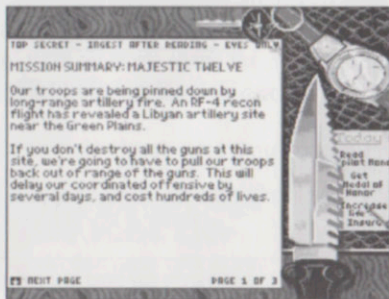 TOP SECRET - INGEST AFTER READING - EYES ONLY
MISSION SUMMARY: MAJESTIC TWELVE
Our troops are being pinned down by
long-range artillery fire. An RF-4 recon
flight has revealed a Libyan artillery site
near the Green Plains.
If you don't destroy all the guns at this
site, we're going to have to pull our troops
back out of range of the guns. This will
delay our coordinated offensive by
several days, and cost hundreds of lives.
NEXT PAGE
PAGE 1 OF 3
Today
Read
Get
Medal of
Honor
Increase